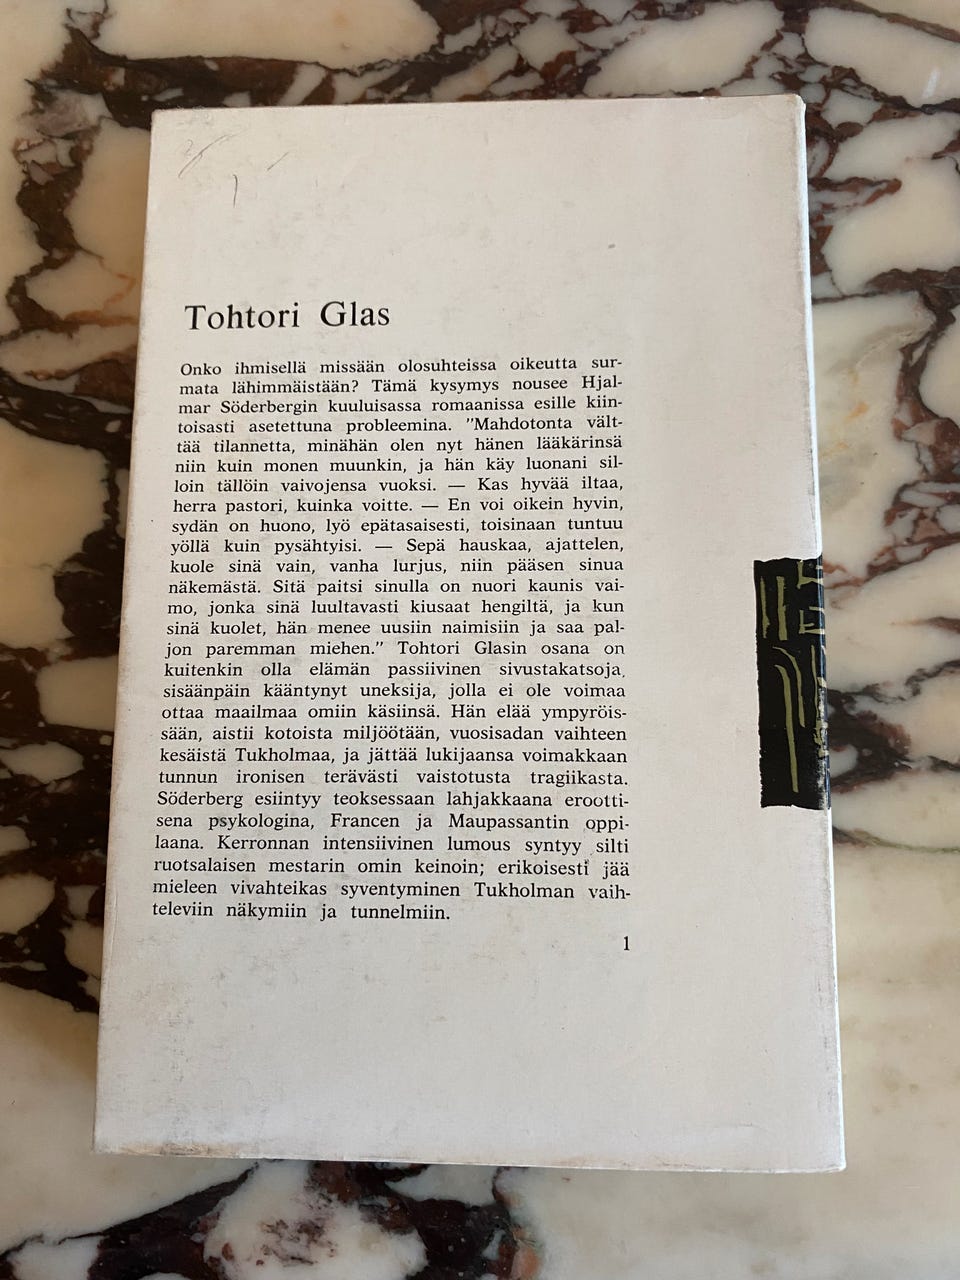 Tohtori Glas
Onko ihmisellä missään olosuhteissa oikeutta sur-
mata lähimmäistään? Tämä kysymys nousee Hjal-
mar Söderbergin kuuluisassa romaanissa esille kiin-
toisasti asetettuna probleemina. "Mahdotonta vält-
tää tilannetta, minähän olen nyt hänen lääkärinsä
niin kuin monen muunkin, ja hän käy luonani sil-
loin tällöin vaivojensa vuoksi. — Kas hyvää iltaa,
herra pastori, kuinka voitte. — En voi oikein hyvin,
sydän on huono, lyö epätasaisesti, toisinaan tuntuu
yöllä kuin pysähtyisi. — Sepä hauskaa, ajattelen,
kuole sinä vain, vanha lurjus, niin pääsen sinua
näkemästä. Sitä paitsi sinulla on nuori kaunis vai-
mo, jonka sinä luultavasti kiusaat hengiltä, ja kun
sinä kuolet, hän menee uusiin naimisiin ja saa pal-
jon paremman miehen." Tohtori Glasin osana on
kuitenkin olla elämän passiivinen sivustakatsoja,
sisäänpäin kääntynyt uneksija, jolla ei ole voimaa
ottaa maailmaa omiin käsiinsä. Hän elää ympyröis-
sään, aistii kotoista miljöötään, vuosisadan vaihteen
kesäistä Tukholmaa, ja jättää lukijaansa voimakkaan
tunnun ironisen terävästi vaistotusta tragiikasta.
Söderberg esiintyy teoksessaan lahjakkaana erootti-
sena psykologina, Francen ja Maupassantin oppi-
laana. Kerronnan intensiivinen lumous syntyy silti
ruotsalaisen mestarin omin keinoin; erikoisesti jää
mieleen vivahteikas syventyminen Tukholman vaih-
televiin näkymiin ja tunnelmiin.
1